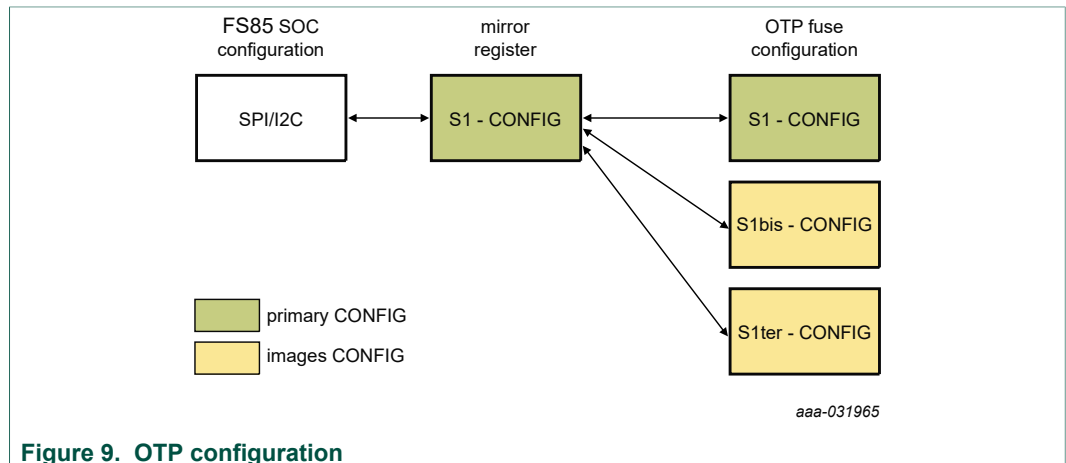 FS85 SOC
configuration
mirror
register
OTP fuse
configuration
SPI/I2C
S1 - CONFIG
S1 - CONFIG
S1bis - CONFIG
S1ter - CONFIG
primary CONFIG
images CONFIG
aaa-031965
Figure 9. OTP configuration